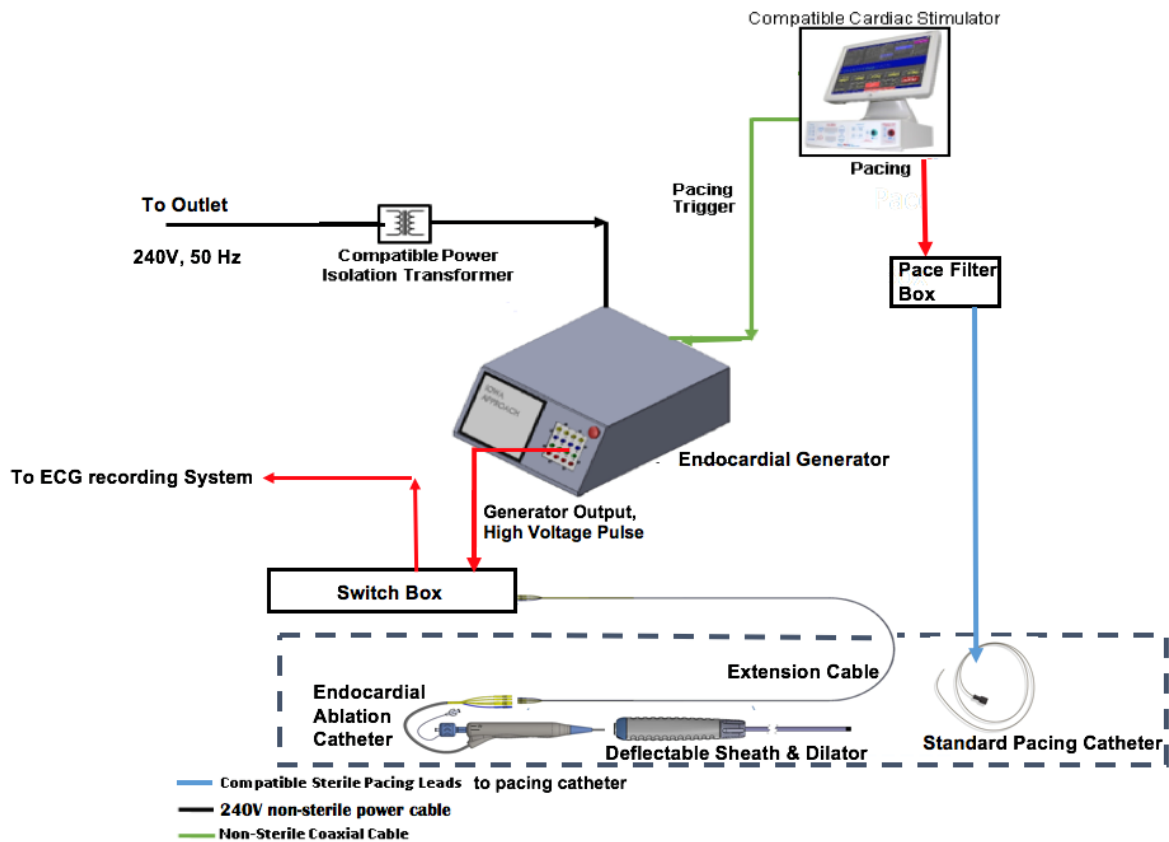 Compatible Cardiac Stimulator
Pacing
Pacing
Trigger
To Outlet
240V, 50 Hz
Compatible Power
Isolation Transformer
Pace Filter
Box
IOWA
APPROACH
Endocardial Generator
To ECG recording System
Generator Output,
High Voltage Pulse
Switch Box
Extension Cable
Endocardial
Ablation
Catheter
Deflectable Sheath & Dilator
Standard Pacing Catheter
Compatible Sterile Pacing Leads to pacing catheter
240V non-sterile power cable
Non-Sterile Coaxial Cable